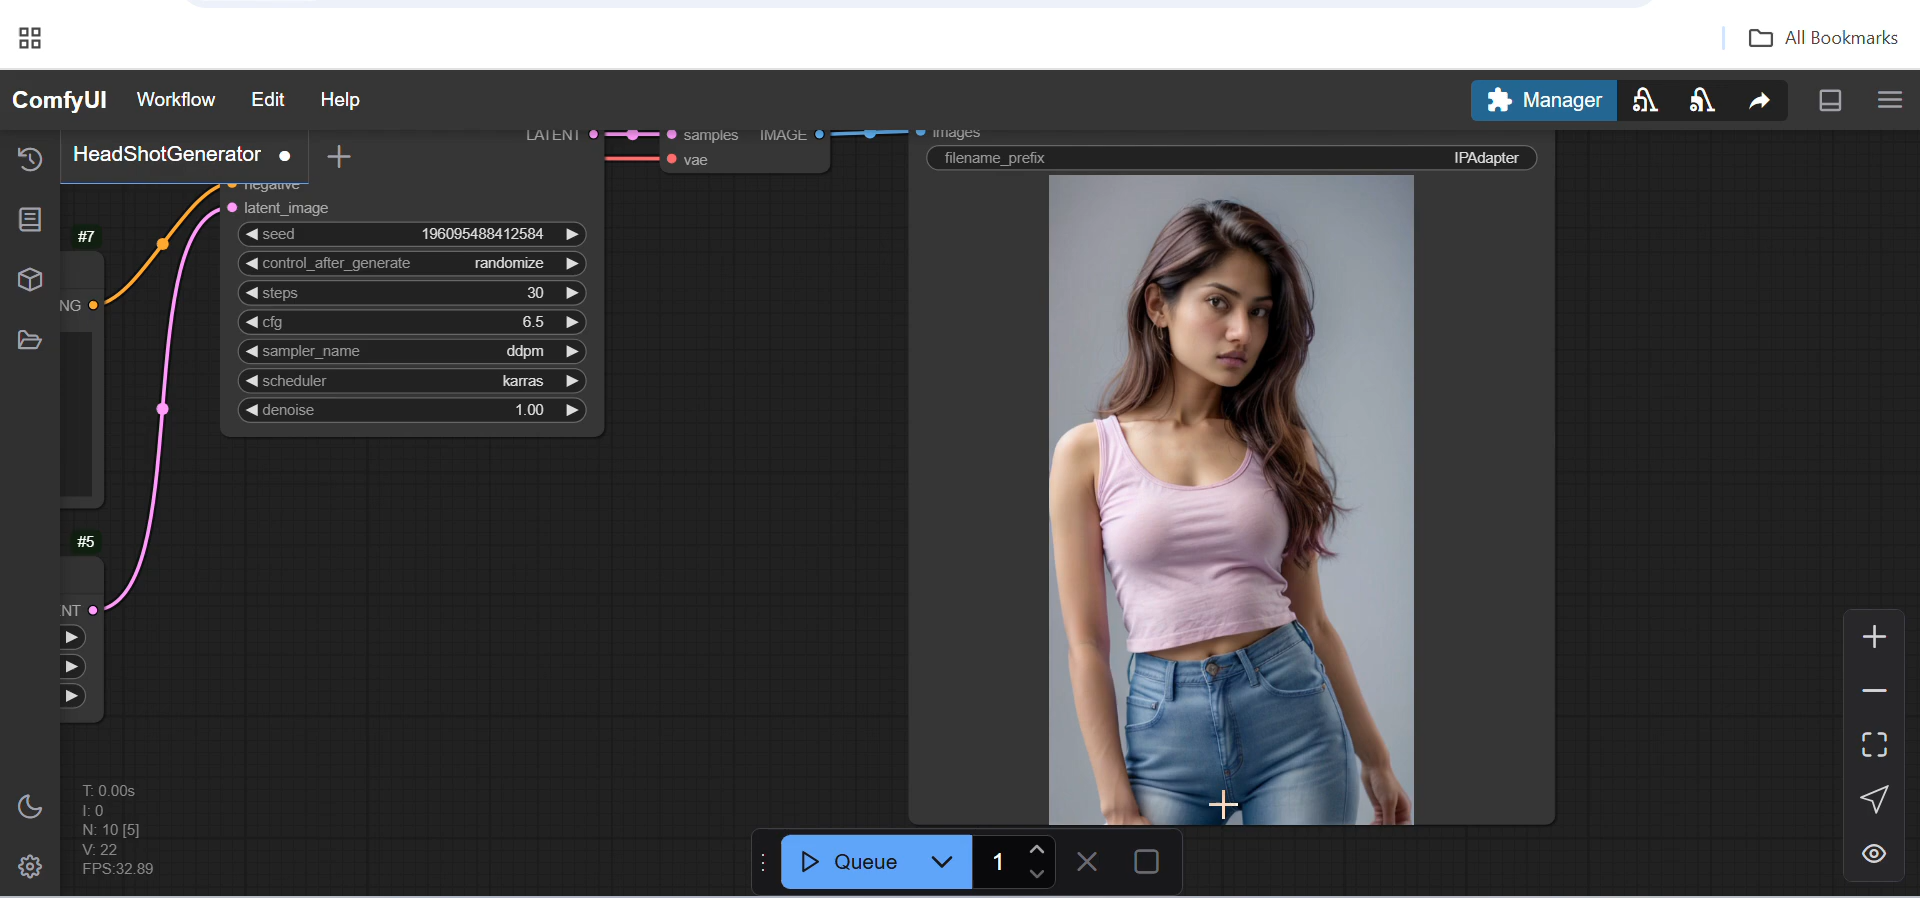 All Bookmarks
ComfyUI Workflow Edit Help Manager
HeadShotGenerator
LATENT samples IMAGE images
vae
filename_prefix IPAdapter
negative
latent_image
#7
seed 196095488412584
control_after_generate randomize
NG
steps 30
cfg 6.5
sampler_name ddpm
scheduler karras
denoise 1.00
#5
NT
T: 0.00s
I: 0
N: 10 [5]
V: 22
FPS:32.89
Queue 1